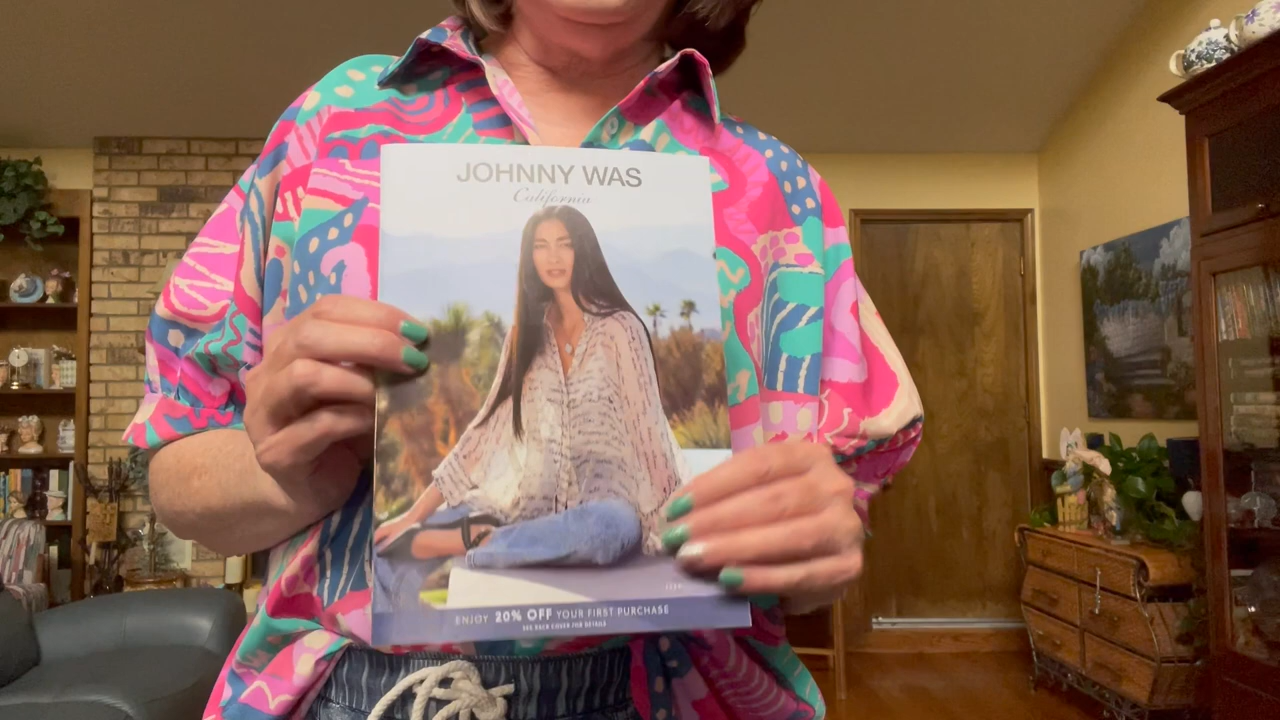 JOHNNY WAS
California
ENJOY 20% OFF YOUR FIRST PURCHASE
SEE BACK COVER FOR DETAILS